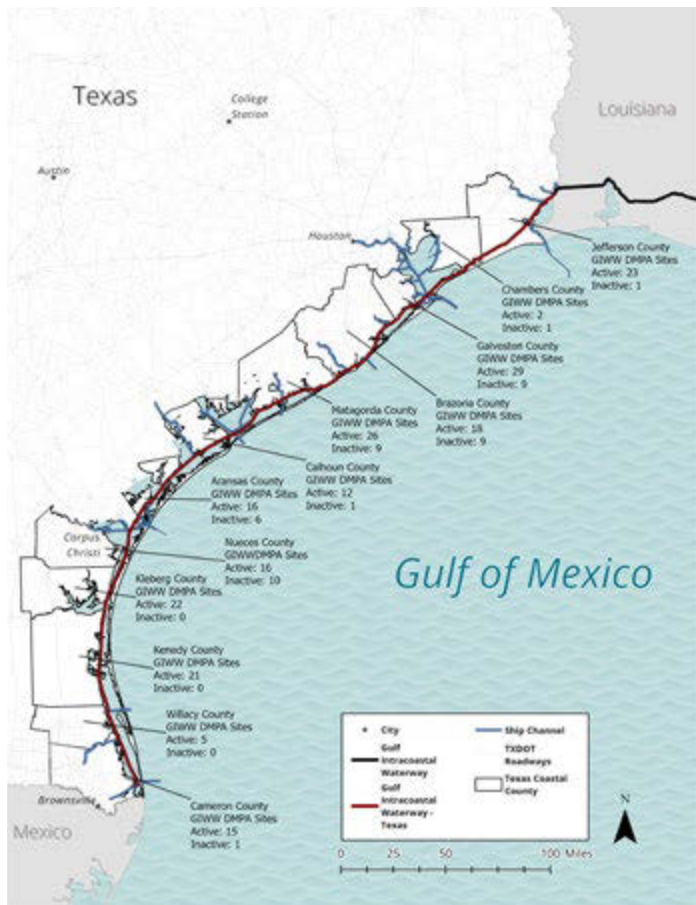 Texas
College
Station
Louisiana
Austin
Houston
Jefferson County
GIWW DMPA Sites
Active: 23
Inactive: 1
Chambers County
GIWW DMPA Sites
Active: 2
Inactive: 1
Galveston County
GIWW DMPA Sites
Active: 29
Inactive: 9
Brazoria County
GIWW DMPA Sites
Active: 18
Inactive: 9
Matagorda County
GIWW DMPA Sites
Active: 26
Inactive: 9
Calhoun County
GIWW DMPA Sites
Active: 12
Inactive: 1
Aransas County
GIWW DMPA Sites
Active: 16
Inactive: 6
Corpus
Christi
Nueces County
GIWWDMPA Sites
Active: 16
Inactive: 10
Kleberg County
GIWW DMPA Sites
Active: 22
Inactive: 0
Gulf of Mexico
Kenedy County
GIWW DMPA Sites
Active: 21
Inactive: 0
Willacy County
GIWW DMPA Sites
Active: 5
Inactive: 0
Brownsville
Mexico
Cameron County
GIWW DMPA Sites
Active: 15
Inactive: 1
City
Gulf
Intracoastal
Waterway
Gulf
Intracoastal
Waterway -
Texas
Ship Channel
TXDOT
Roadways
Texas Coastal
County
N
0 25 50 100 Miles